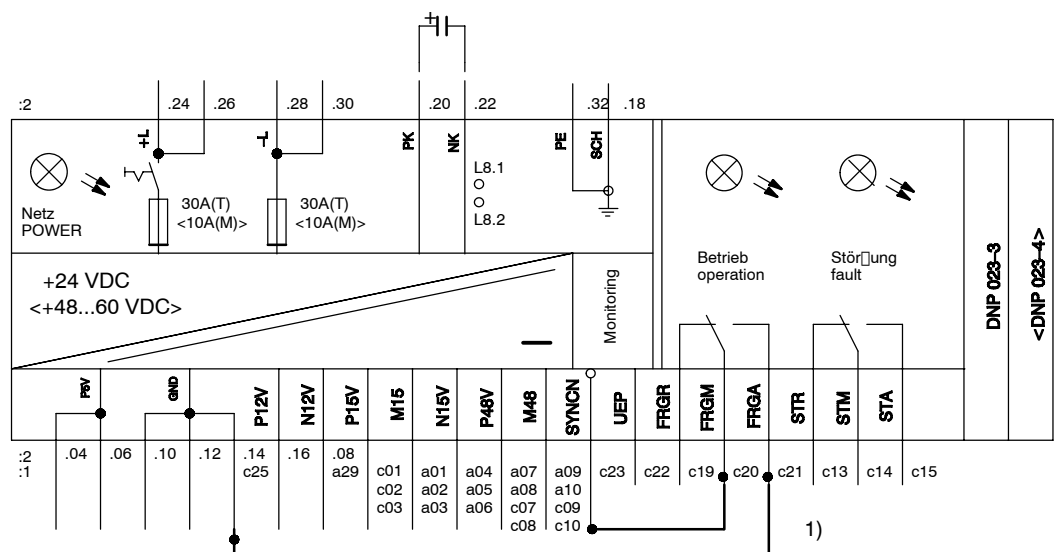 +
:2 .24 .26 .28 .30 .20 .22 .32 .18
+L -L PK NK PE SCH
L8.1
L8.2
Netz
POWER
30A(T)
<10A(M)>
30A(T)
<10A(M)>
Betrieb
operation
Stör▯ung
fault
+24 VDC
<+48...60 VDC>
Monitoring
DNP 023-3
<DNP 023-4>
P5V GND P12V N12V P15V M15 N15V P48V M48 SYNCN UEP FRGR FRGM FRGA STR STM STA
:2 .04 .06 .10 .12 .14 .16 .08
:1 c25 a29 c01 a01 a04 a07 a09 c23 c22 c19 c20 c21 c13 c14 c15
c02 a02 a05 a08 a10
c03 a03 a06 c07 c09
c08 c10
1)